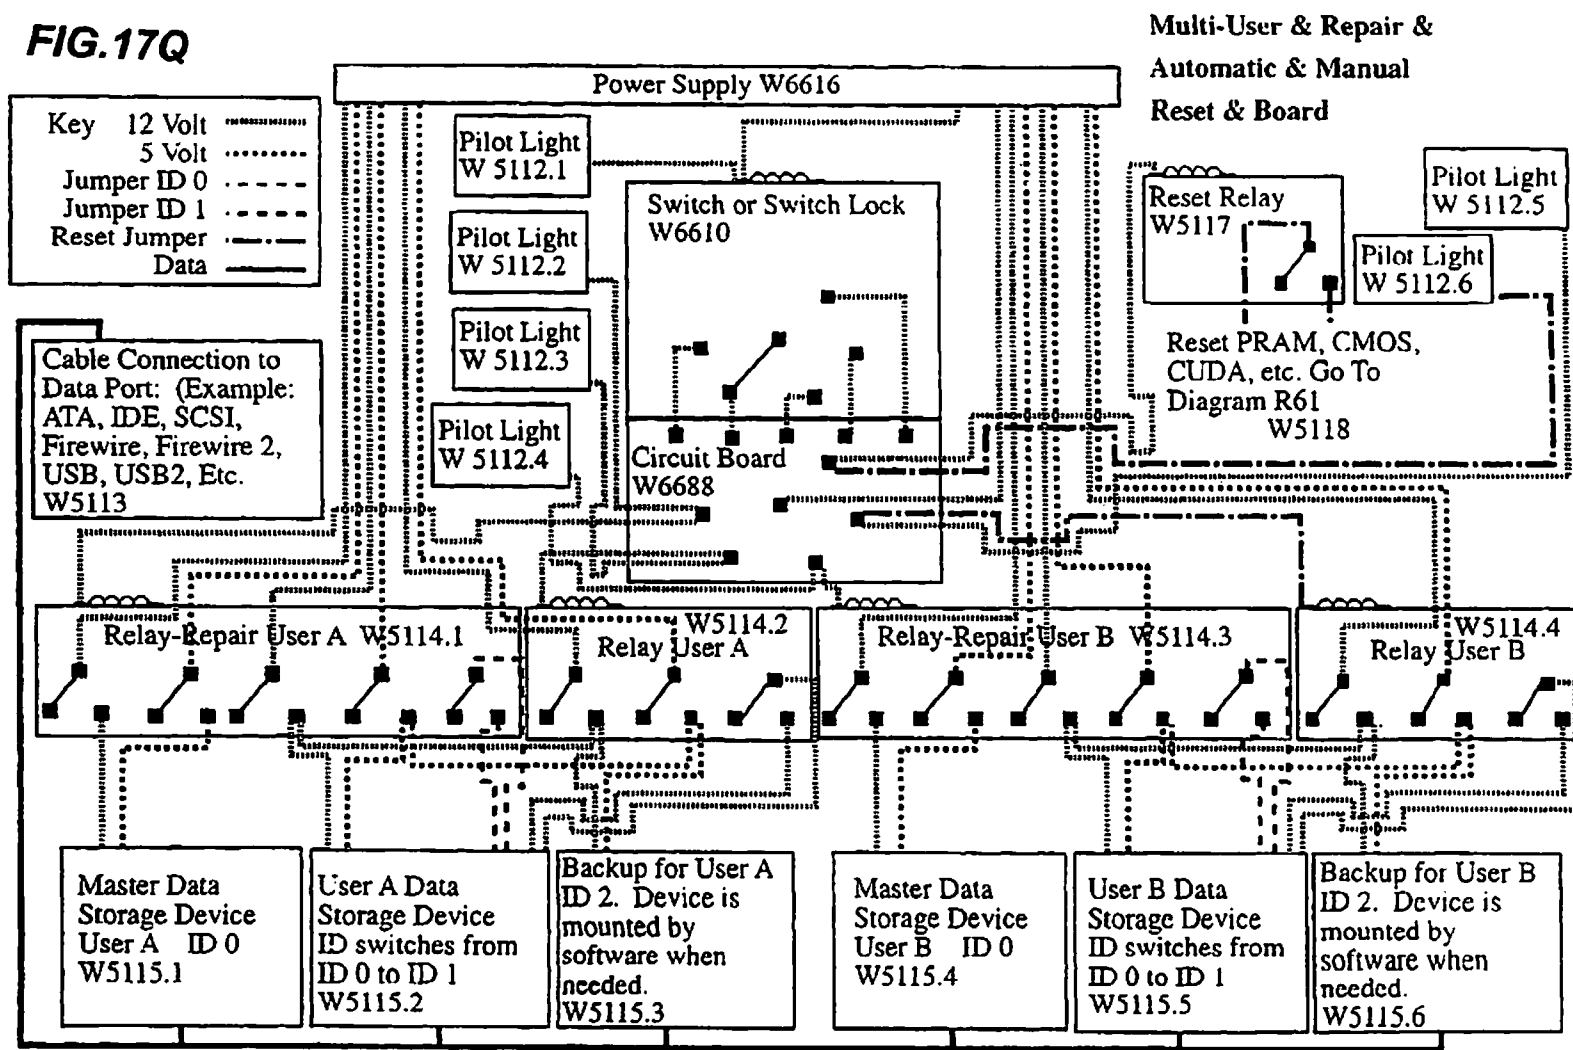 FIG.17Q
Multi-User & Repair &
Automatic & Manual
Reset & Board
Power Supply W6616
Key 12 Volt
5 Volt
Jumper ID 0
Jumper ID 1
Reset Jumper
Data
Pilot Light
W 5112.1
Pilot Light
W 5112.2
Pilot Light
W 5112.3
Pilot Light
W 5112.4
Switch or Switch Lock
W6610
Circuit Board
W6688
Reset Relay
W5117
Pilot Light
W 5112.5
Pilot Light
W 5112.6
Reset PRAM, CMOS,
CUDA, etc. Go To
Diagram R61
W5118
Cable Connection to
Data Port: (Example:
ATA, IDE, SCSI,
Firewire, Firewire 2,
USB, USB2, Etc.
W5113
Relay-Repair User A W5114.1
W5114.2
Relay User A
Relay-Repair User B W5114.3
W5114.4
Relay User B
Master Data
Storage Device
User A ID 0
W5115.1
User A Data
Storage Device
ID switches from
ID 0 to ID 1
W5115.2
Backup for User A
ID 2. Device is
mounted by
software when
needed.
W5115.3
Master Data
Storage Device
User B ID 0
W5115.4
User B Data
Storage Device
ID switches from
ID 0 to ID 1
W5115.5
Backup for User B
ID 2. Device is
mounted by
software when
needed.
W5115.6